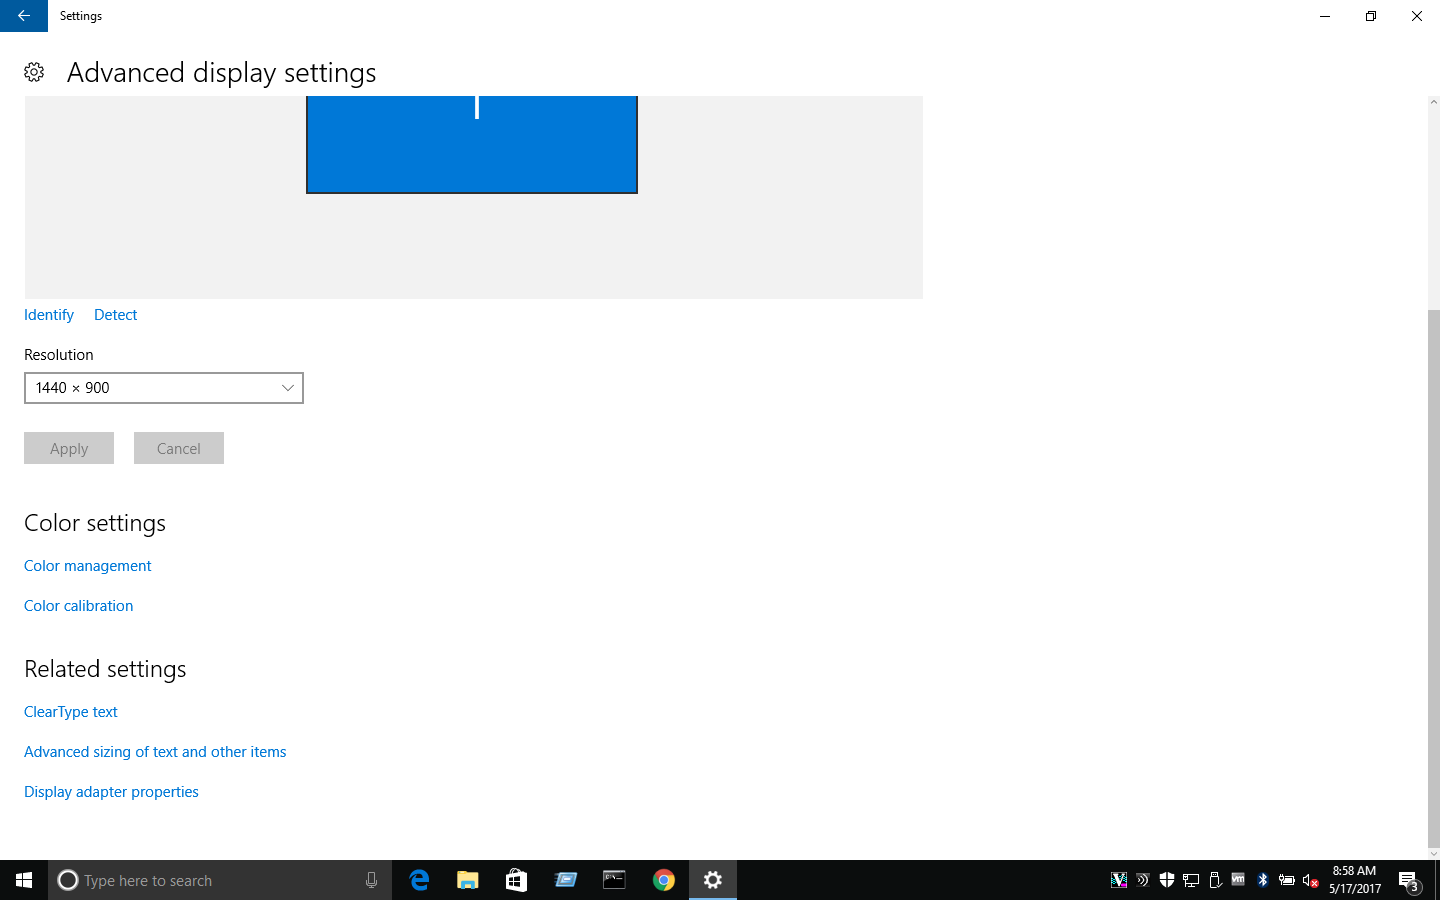 Settings
Advanced display settings
Identify Detect
Resolution
1440 × 900
Apply Cancel
Color settings
Color management
Color calibration
Related settings
ClearType text
Advanced sizing of text and other items
Display adapter properties
Type here to search
8:58 AM
5/17/2017
3